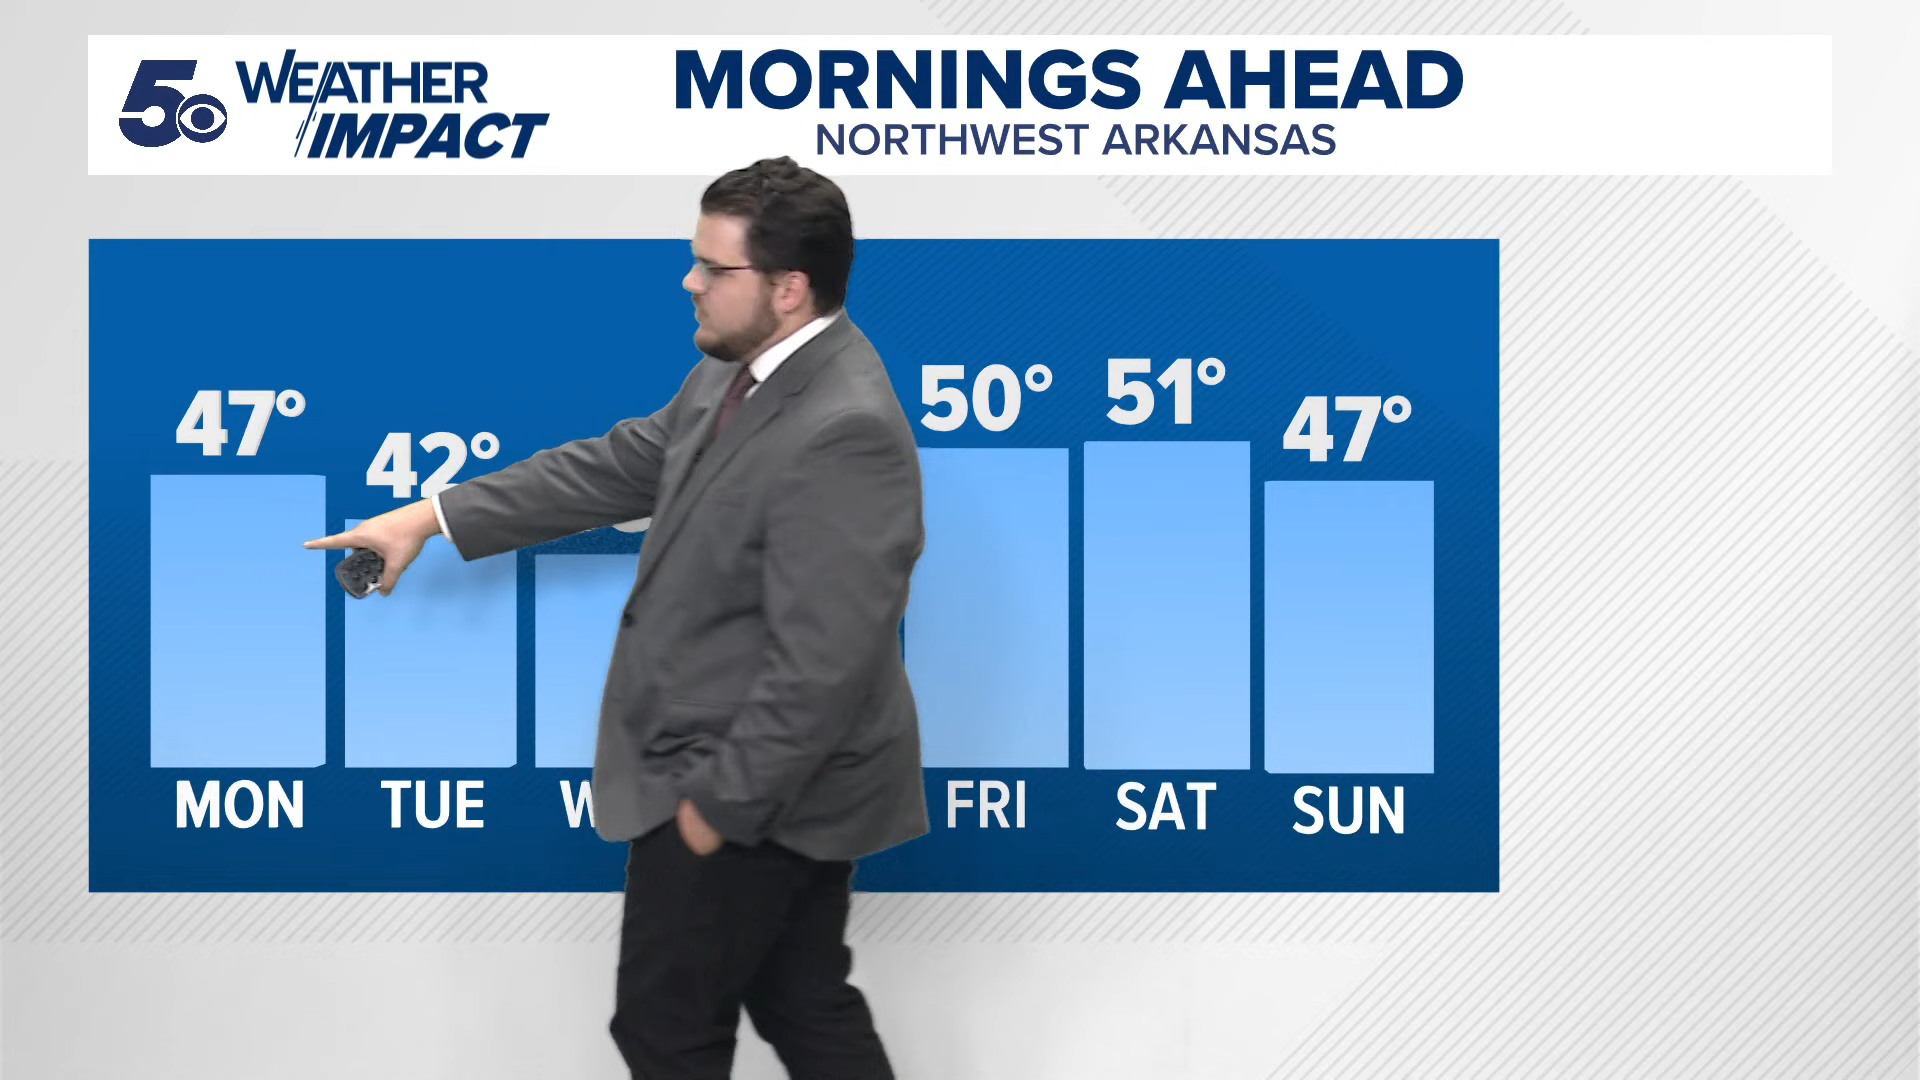 5 WEATHER
IMPACT
MORNINGS AHEAD
NORTHWEST ARKANSAS
47° 42° 50° 51° 47°
MON TUE W FRI SAT SUN